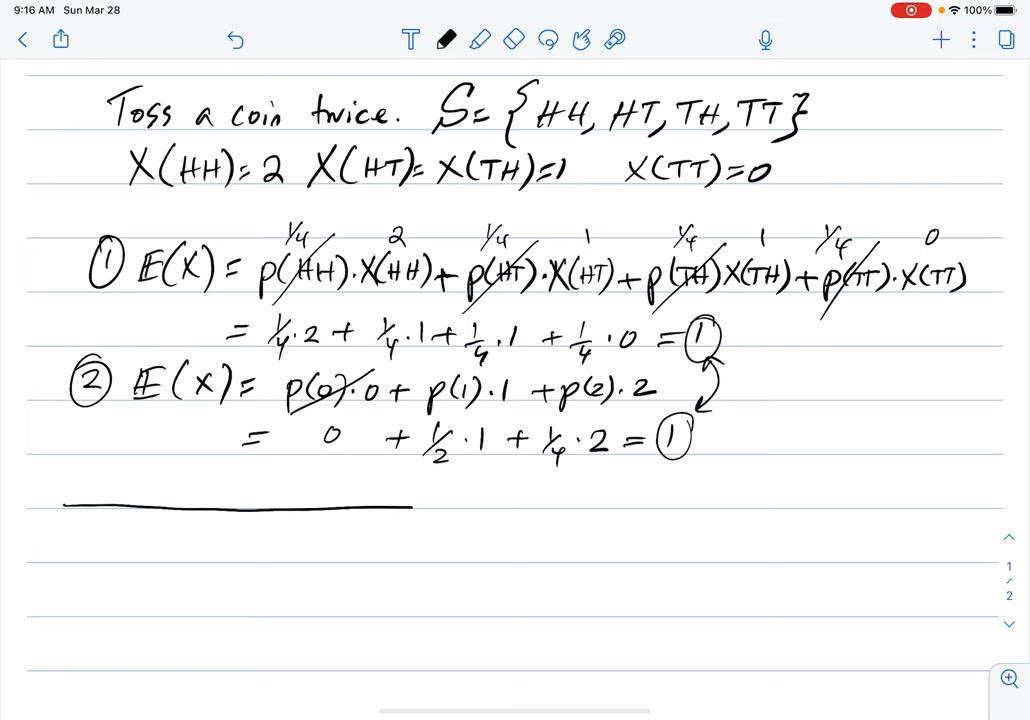 9:16 AM Sun Mar 28 100%
T
Toss a coin twice. S= {HH, HT, TH, TT}
X(HH)=2 X(HT)= X(TH)=1 X(TT)=0
1/4 2 1/4 1 1/4 1 1/4 0
① E(X) = p(HH)·X(HH)+ p(HT)·X(HT)+ p(TH)X(TH)+ p(TT)·X(TT)
= 1/4·2 + 1/4·1+ 1/4·1 + 1/4·0 = ①
② E(X)= p(0)·0+ p(1)·1 +p(2)·2
= 0 + 1/2·1 + 1/4·2 = ①
1
/
2